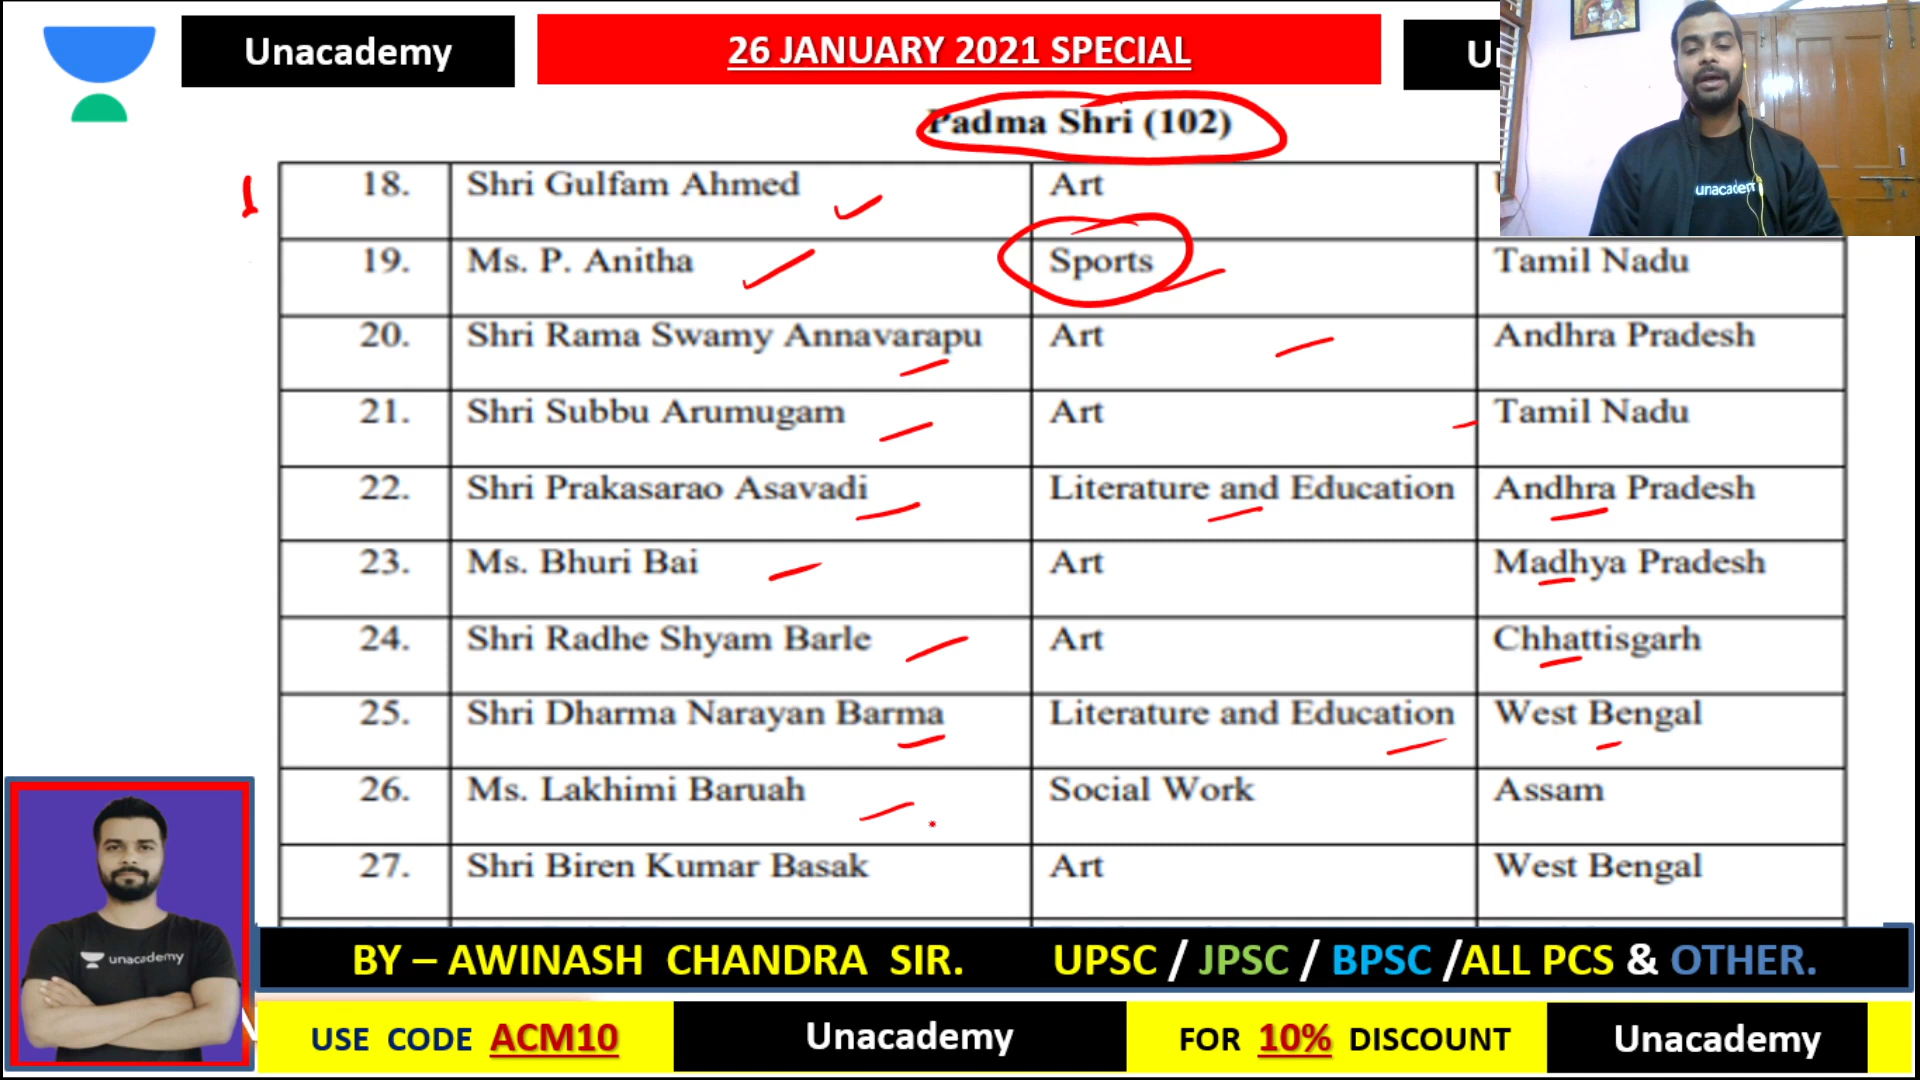 Unacademy
26 JANUARY 2021 SPECIAL
Padma Shri (102)
unacademy
18. Shri Gulfam Ahmed Art
19. Ms. P. Anitha Sports Tamil Nadu
20. Shri Rama Swamy Annavarapu Art Andhra Pradesh
21. Shri Subbu Arumugam Art Tamil Nadu
22. Shri Prakasarao Asavadi Literature and Education Andhra Pradesh
23. Ms. Bhuri Bai Art Madhya Pradesh
24. Shri Radhe Shyam Barle Art Chhattisgarh
25. Shri Dharma Narayan Barma Literature and Education West Bengal
26. Ms. Lakhimi Baruah Social Work Assam
27. Shri Biren Kumar Basak Art West Bengal
unacademy
BY – AWINASH CHANDRA SIR. UPSC / JPSC / BPSC /ALL PCS & OTHER.
USE CODE ACM10 Unacademy FOR 10% DISCOUNT Unacademy